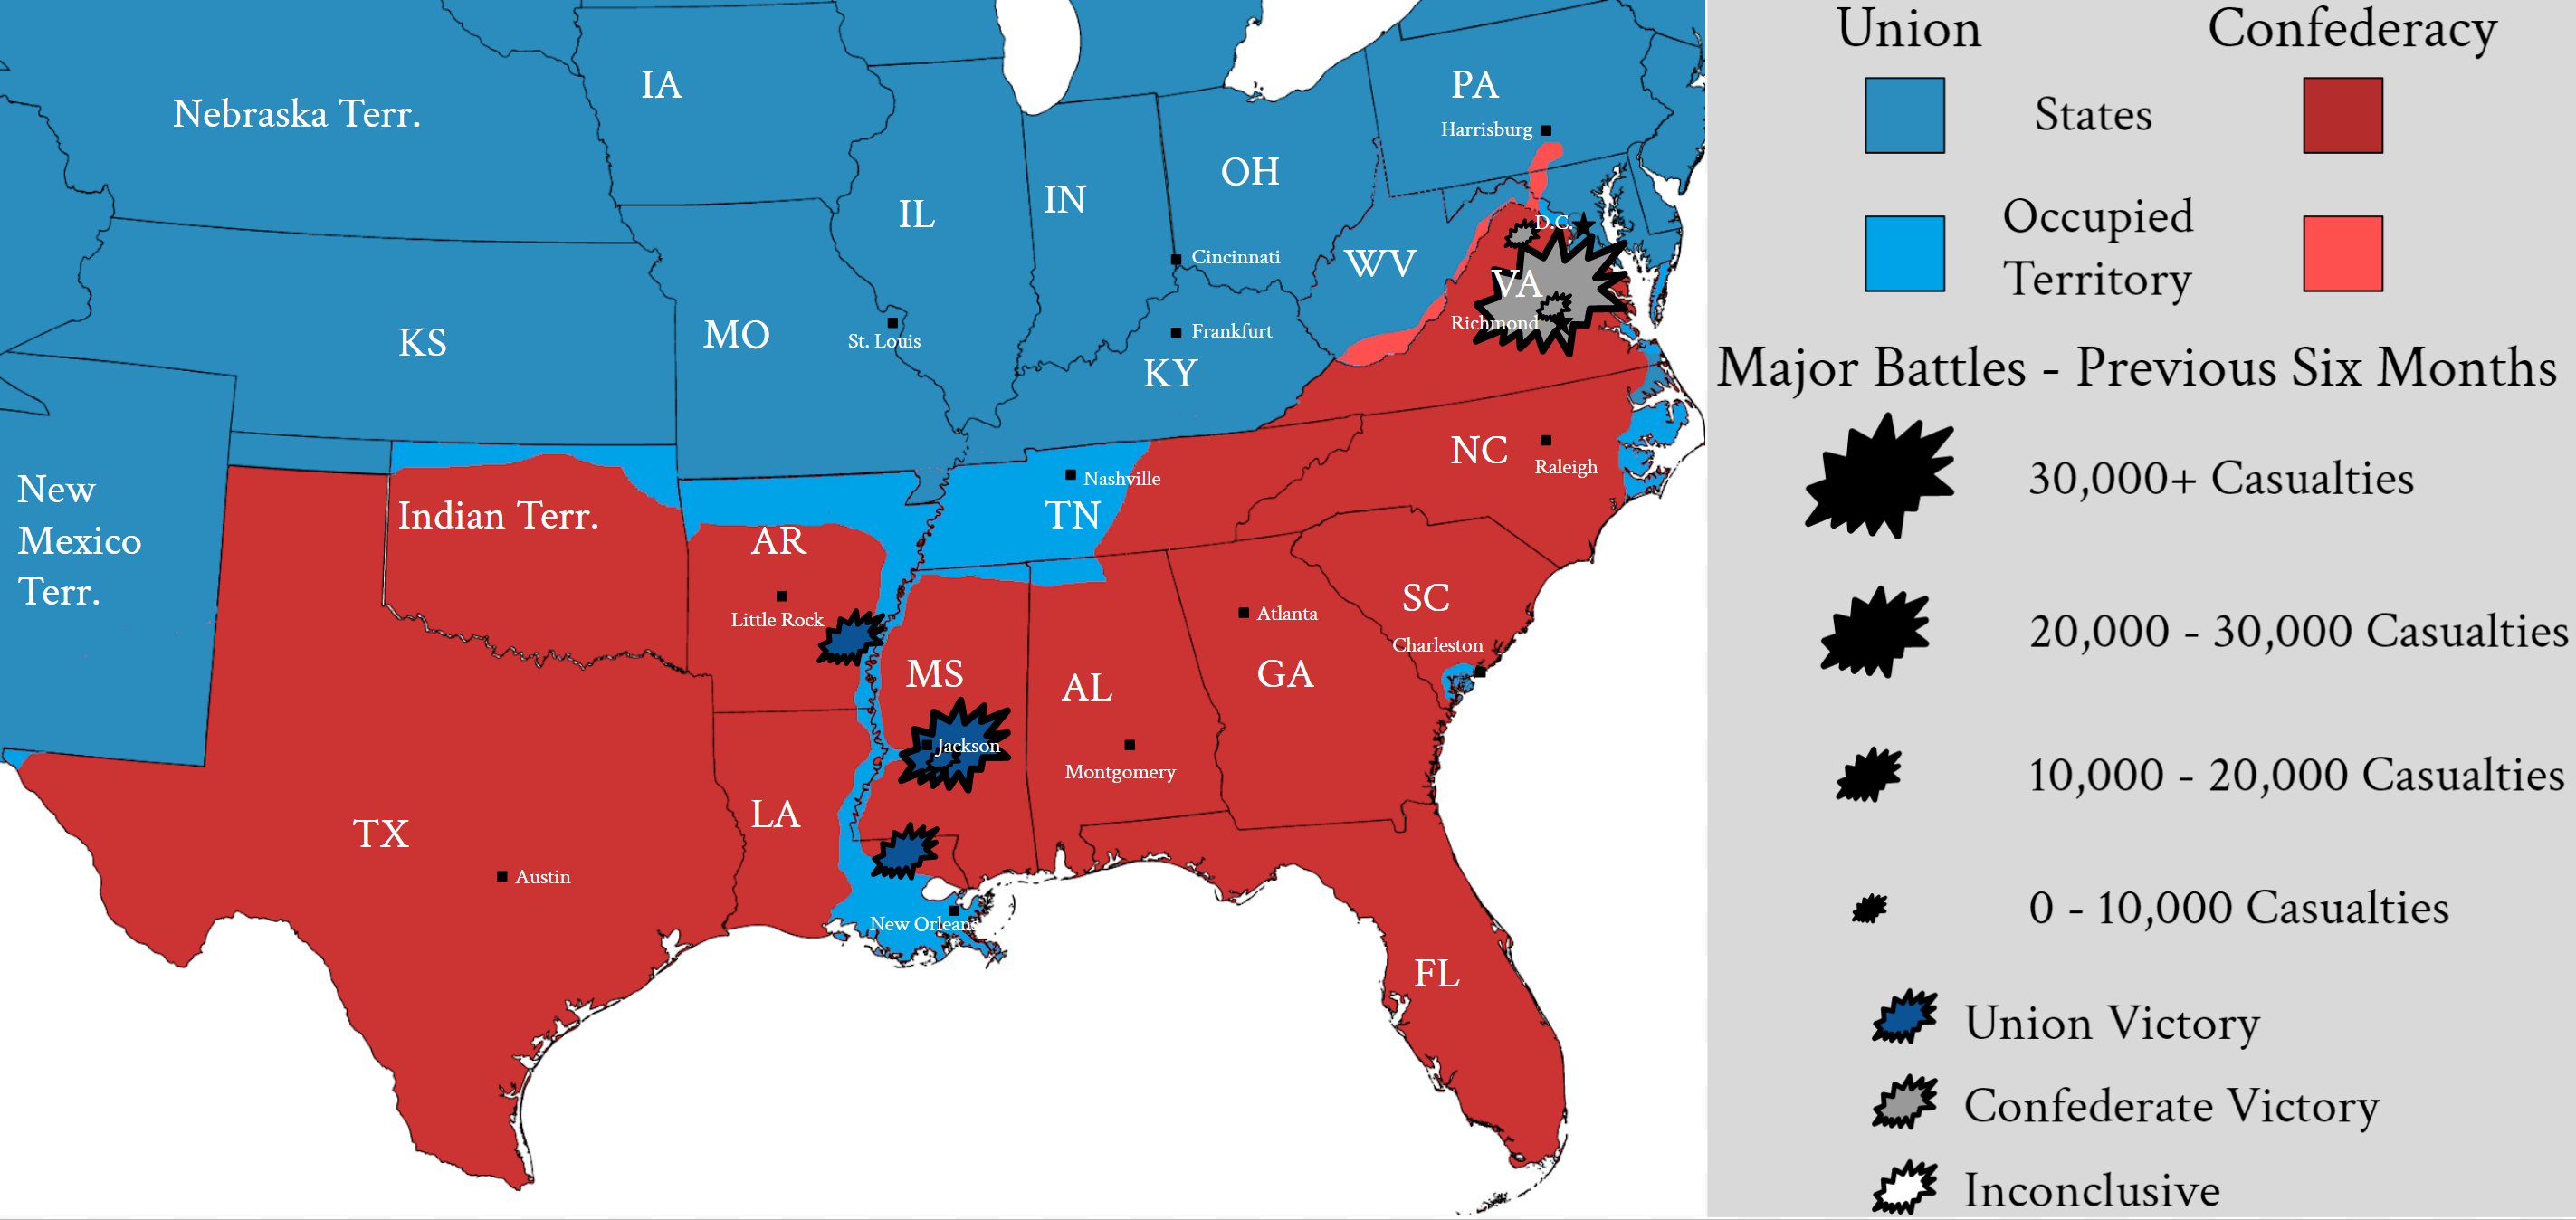 Nebraska Terr.
IA
PA
Harrisburg
OH
IN
IL
Cincinnati
WV
D.C.
VA
Richmond
KS
MO
St. Louis
Frankfurt
KY
New
Mexico
Terr.
Indian Terr.
Nashville
TN
NC
Raleigh
AR
Little Rock
SC
Charleston
Atlanta
GA
MS
AL
Jackson
Montgomery
TX
Austin
LA
New Orleans
FL
Union
Confederacy
States
Occupied
Territory
Major Battles - Previous Six Months
30,000+ Casualties
20,000 - 30,000 Casualties
10,000 - 20,000 Casualties
0 - 10,000 Casualties
Union Victory
Confederate Victory
Inconclusive